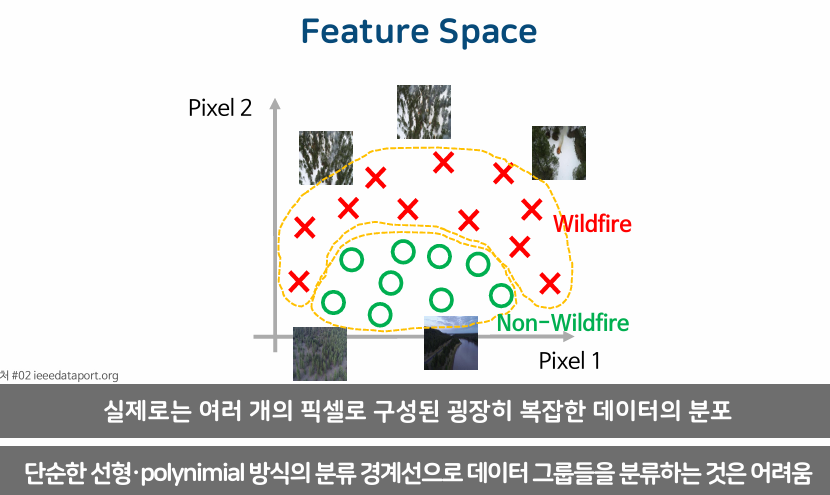 Feature Space
Pixel 2
Wildfire
Non-Wildfire
Pixel 1
처 #02 ieeedataport.org
실제로는 여러 개의 픽셀로 구성된 굉장히 복잡한 데이터의 분포
단순한 선형·polynimial 방식의 분류 경계선으로 데이터 그룹들을 분류하는 것은 어려움